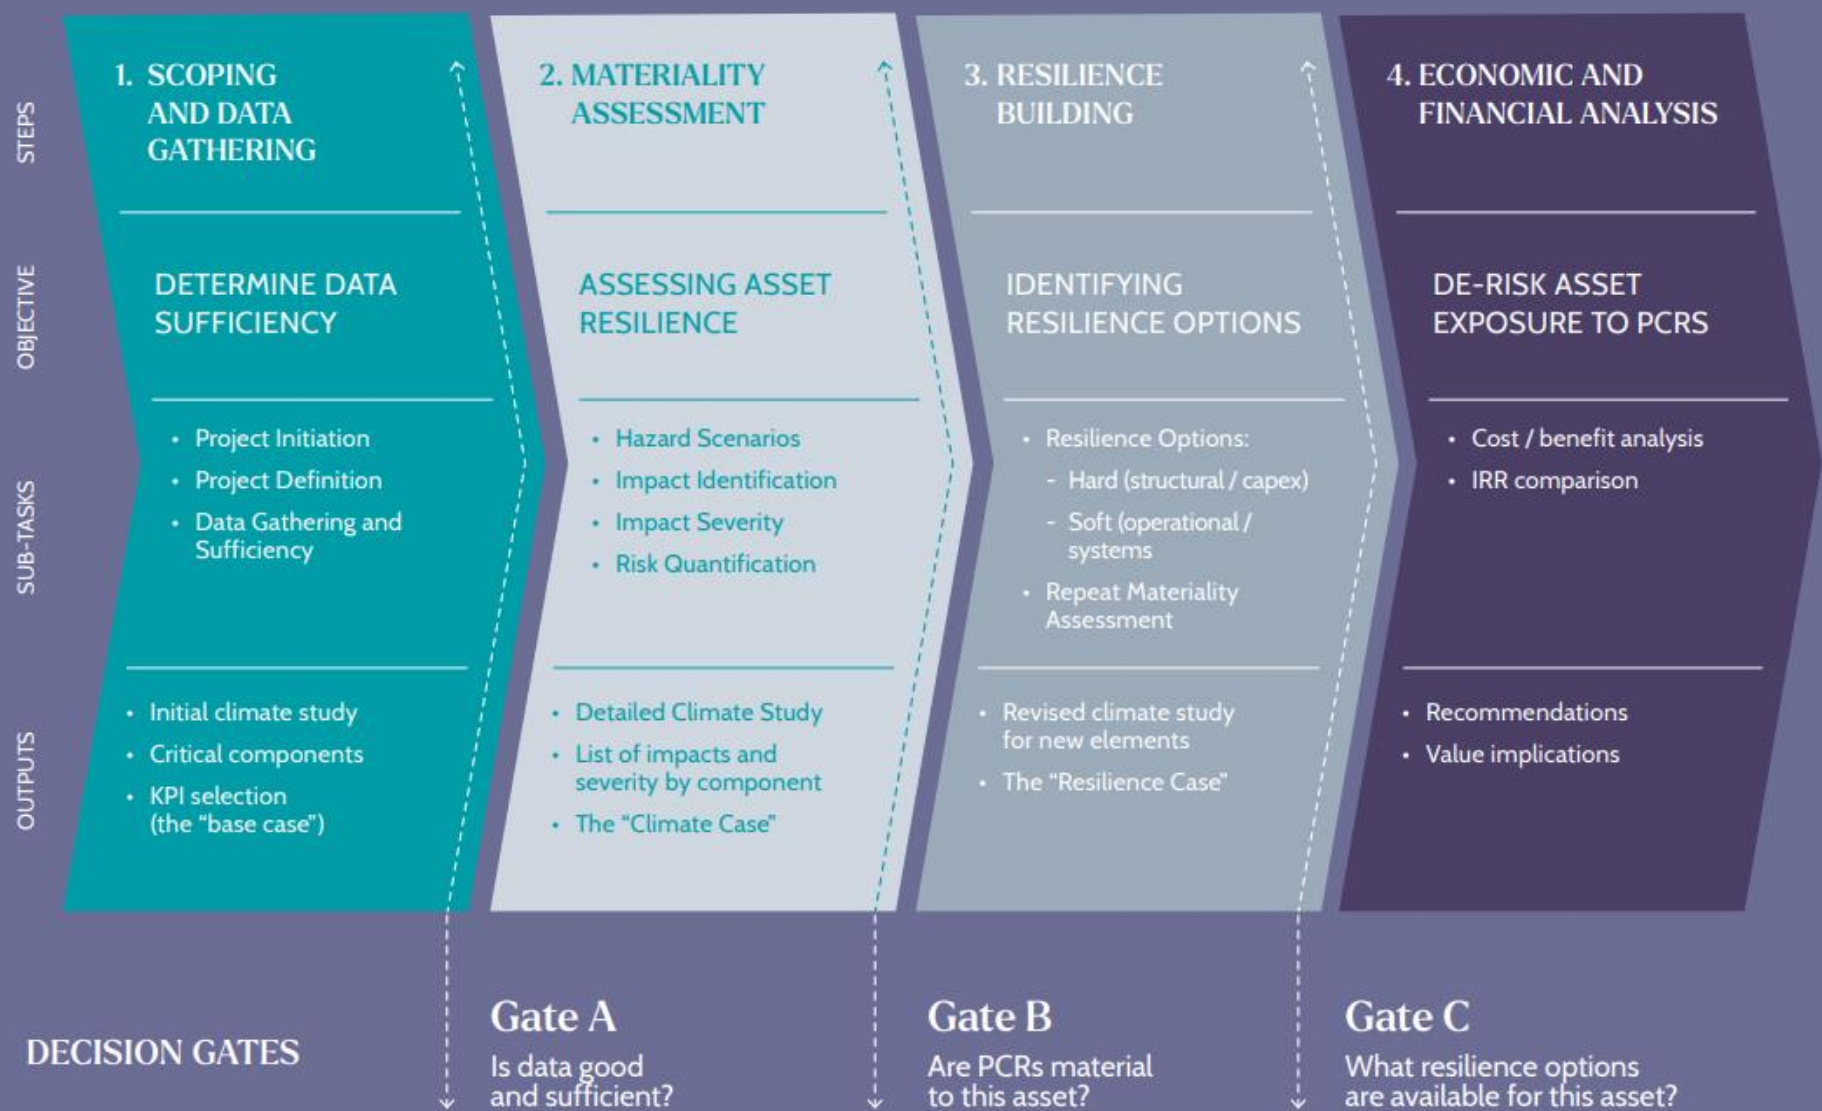 STEPS
1. SCOPING
AND DATA
GATHERING
2. MATERIALITY
ASSESSMENT
3. RESILIENCE
BUILDING
4. ECONOMIC AND
FINANCIAL ANALYSIS
OBJECTIVE
DETERMINE DATA
SUFFICIENCY
ASSESSING ASSET
RESILIENCE
IDENTIFYING
RESILIENCE OPTIONS
DE-RISK ASSET
EXPOSURE TO PCRS
SUB-TASKS
• Project Initiation
• Project Definition
• Data Gathering and
Sufficiency
• Hazard Scenarios
• Impact Identification
• Impact Severity
• Risk Quantification
• Resilience Options:
- Hard (structural / capex)
- Soft (operational /
systems
• Repeat Materiality
Assessment
• Cost / benefit analysis
• IRR comparison
OUTPUTS
• Initial climate study
• Critical components
• KPI selection
(the “base case”)
• Detailed Climate Study
• List of impacts and
severity by component
• The “Climate Case”
• Revised climate study
for new elements
• The “Resilience Case”
• Recommendations
• Value implications
DECISION GATES
Gate A
Is data good
and sufficient?
Gate B
Are PCRs material
to this asset?
Gate C
What resilience options
are available for this asset?